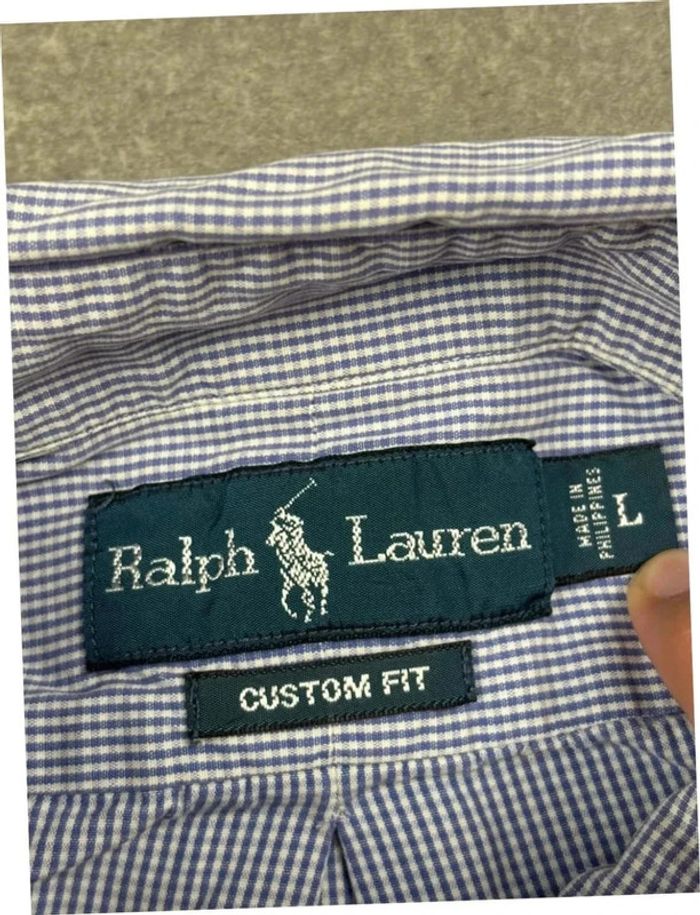 Ralph Lauren
MADE IN
PHILIPPINES
L
CUSTOM FIT